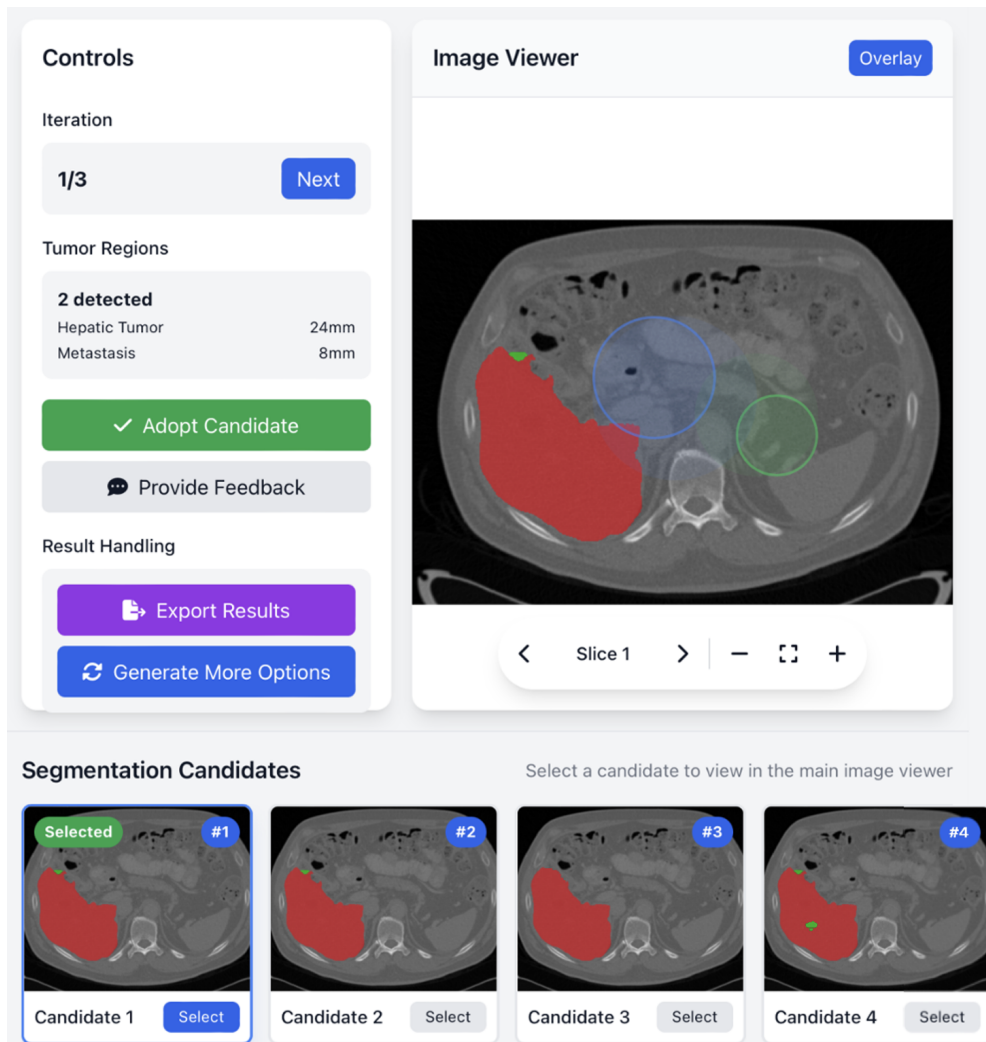 Controls
Iteration
1/3 Next
Tumor Regions
2 detected
Hepatic Tumor 24mm
Metastasis 8mm
Adopt Candidate
Provide Feedback
Result Handling
Export Results
Generate More Options
Image Viewer Overlay
Slice 1
Segmentation Candidates Select a candidate to view in the main image viewer
Selected #1
#2
#3
#4
Candidate 1 Select
Candidate 2 Select
Candidate 3 Select
Candidate 4 Select